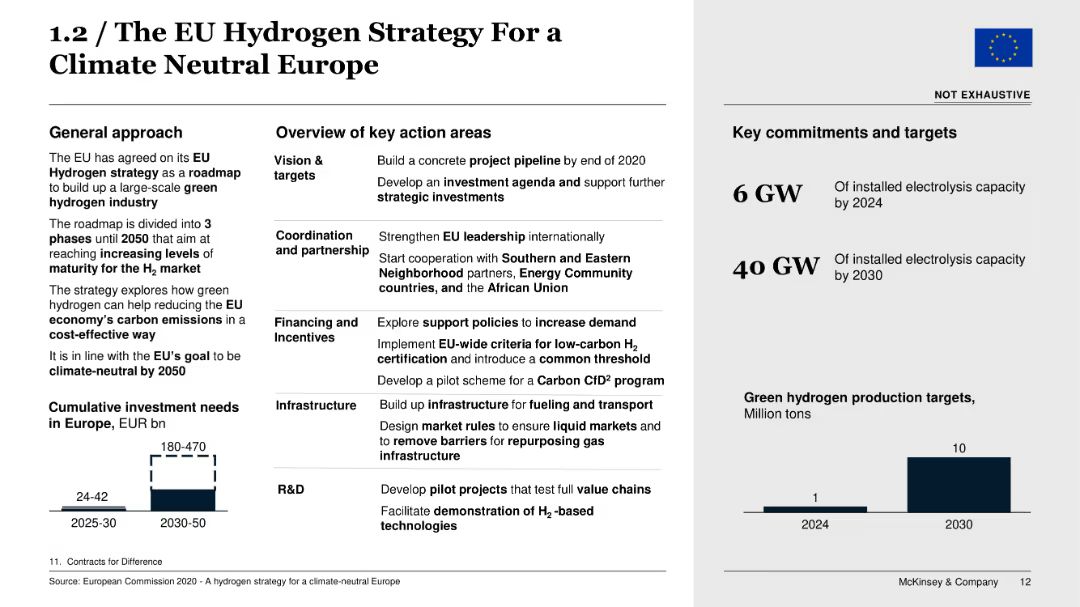 1.2 / The EU Hydrogen Strategy For a
Climate Neutral Europe
NOT EXHAUSTIVE
General approach
The EU has agreed on its EU
Hydrogen strategy as a roadmap
to build up a large-scale green
hydrogen industry
The roadmap is divided into 3
phases until 2050 that aim at
reaching increasing levels of
maturity for the H2 market
The strategy explores how green
hydrogen can help reducing the EU
economy's carbon emissions in a
cost-effective way
It is in line with the EU's goal to be
climate-neutral by 2050
Cumulative investment needs
in Europe, EUR bn
180-470
24-42
2025-30
2030-50
Overview of key action areas
Vision &
targets
Build a concrete project pipeline by end of 2020
Develop an investment agenda and support further
strategic investments
Coordination
and partnership
Strengthen EU leadership internationally
Start cooperation with Southern and Eastern
Neighborhood partners, Energy Community
countries, and the African Union
Financing and
Incentives
Explore support policies to increase demand
Implement EU-wide criteria for low-carbon H2
certification and introduce a common threshold
Develop a pilot scheme for a Carbon CfD² program
Infrastructure
Build up infrastructure for fueling and transport
Design market rules to ensure liquid markets and
to remove barriers for repurposing gas
infrastructure
R&D
Develop pilot projects that test full value chains
Facilitate demonstration of H2 -based
technologies
Key commitments and targets
6 GW
Of installed electrolysis capacity
by 2024
40 GW
Of installed electrolysis capacity
by 2030
Green hydrogen production targets,
Million tons
10
1
2024
2030
11. Contracts for Difference
Source: European Commission 2020 - A hydrogen strategy for a climate-neutral Europe
McKinsey & Company 12